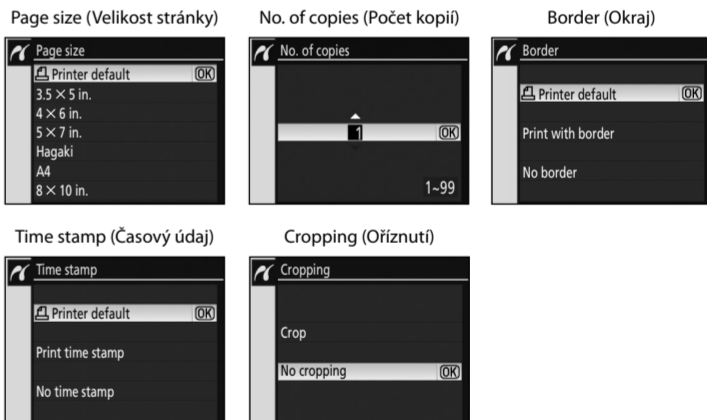 Page size (Velikost stránky)
Page size
Printer default OK
3.5 × 5 in.
4 × 6 in.
5 × 7 in.
Hagaki
A4
8 × 10 in.
No. of copies (Počet kopií)
No. of copies
1 OK
1~99
Border (Okraj)
Border
Printer default OK
Print with border
No border
Time stamp (Časový údaj)
Time stamp
Printer default OK
Print time stamp
No time stamp
Cropping (Oříznutí)
Cropping
Crop
No cropping OK